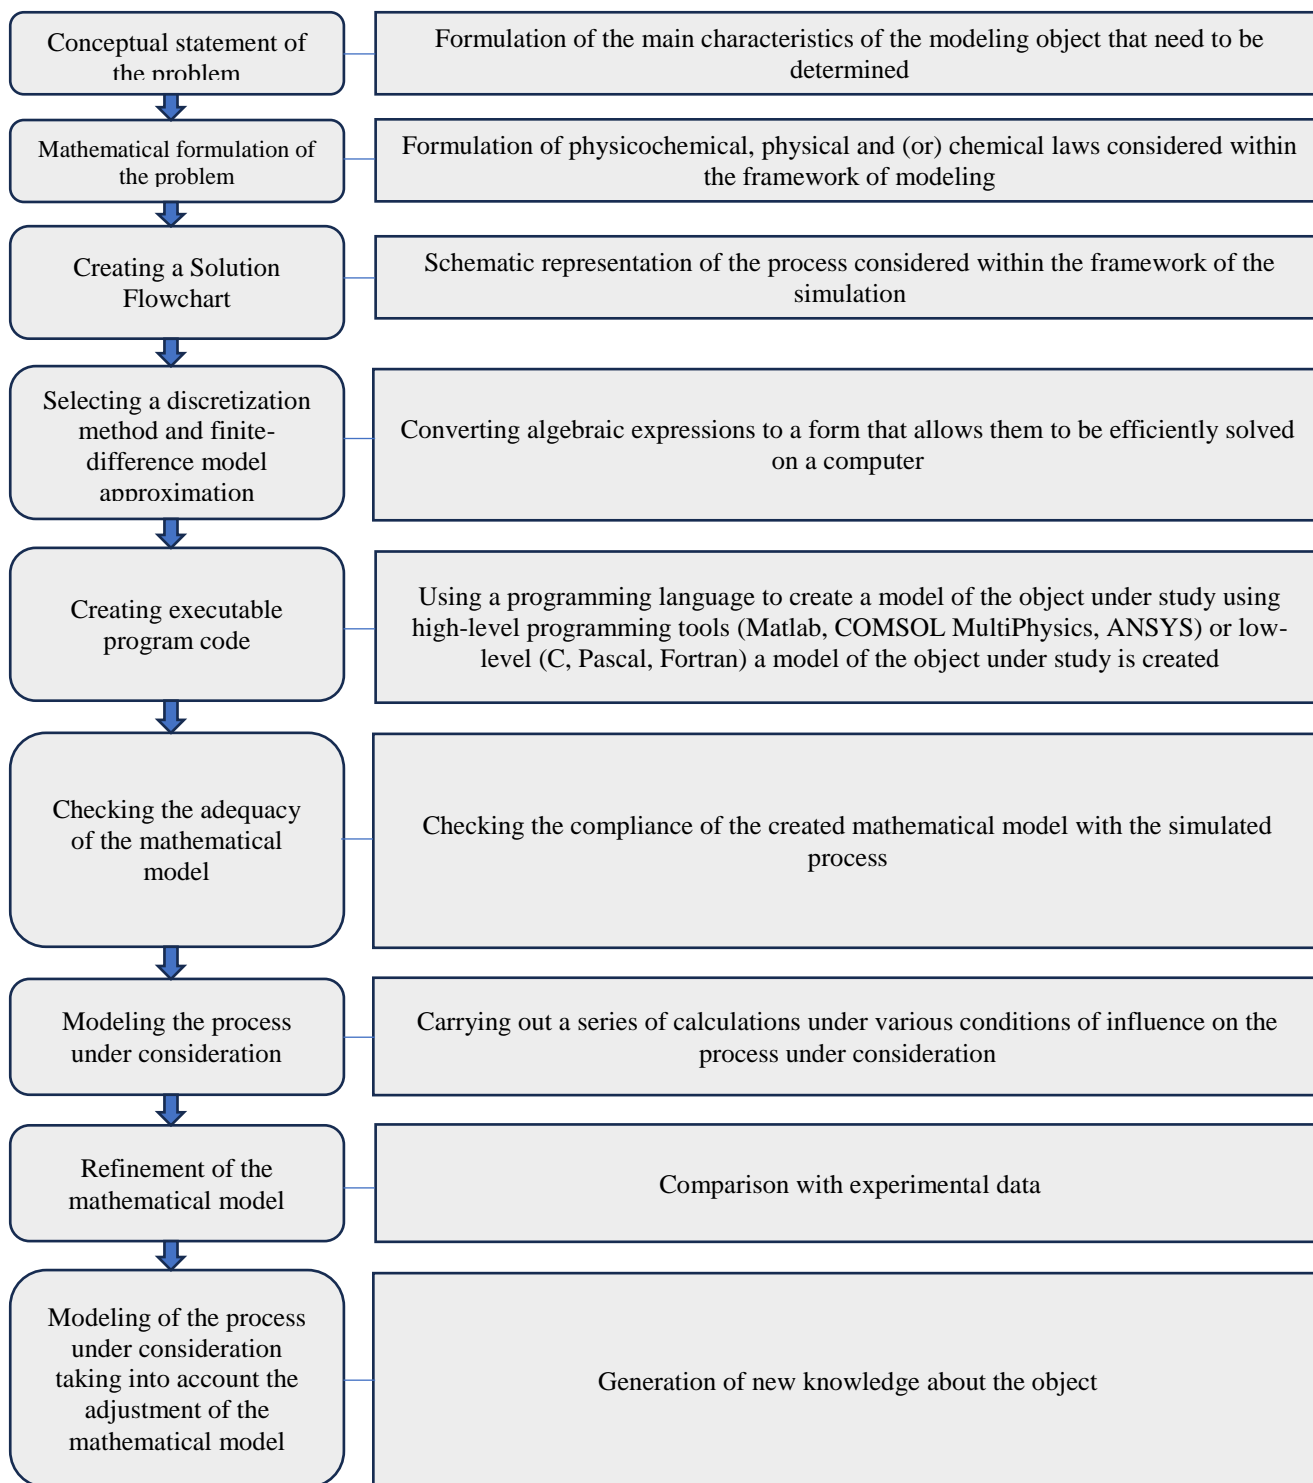 Conceptual statement of
the problem
Formulation of the main characteristics of the modeling object that need to be
determined
Mathematical formulation of
the problem
Formulation of physicochemical, physical and (or) chemical laws considered within
the framework of modeling
Creating a Solution
Flowchart
Schematic representation of the process considered within the framework of the
simulation
Selecting a discretization
method and finite-
difference model
approximation
Converting algebraic expressions to a form that allows them to be efficiently solved
on a computer
Creating executable
program code
Using a programming language to create a model of the object under study using
high-level programming tools (Matlab, COMSOL MultiPhysics, ANSYS) or low-
level (C, Pascal, Fortran) a model of the object under study is created
Checking the adequacy
of the mathematical
model
Checking the compliance of the created mathematical model with the simulated
process
Modeling the process
under consideration
Carrying out a series of calculations under various conditions of influence on the
process under consideration
Refinement of the
mathematical model
Comparison with experimental data
Modeling of the process
under consideration
taking into account the
adjustment of the
mathematical model
Generation of new knowledge about the object